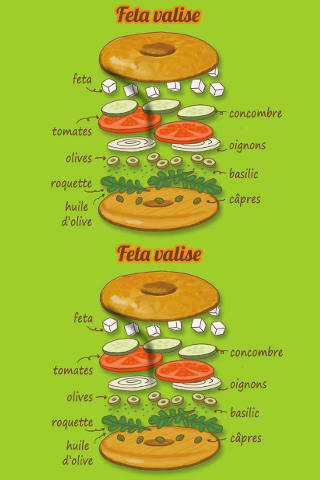 Feta valise
feta
concombre
tomates
oignons
olives
basilic
roquette
câpres
huile
d'olive
Feta valise
feta
concombre
tomates
oignons
olives
basilic
roquette
câpres
huile
d'olive